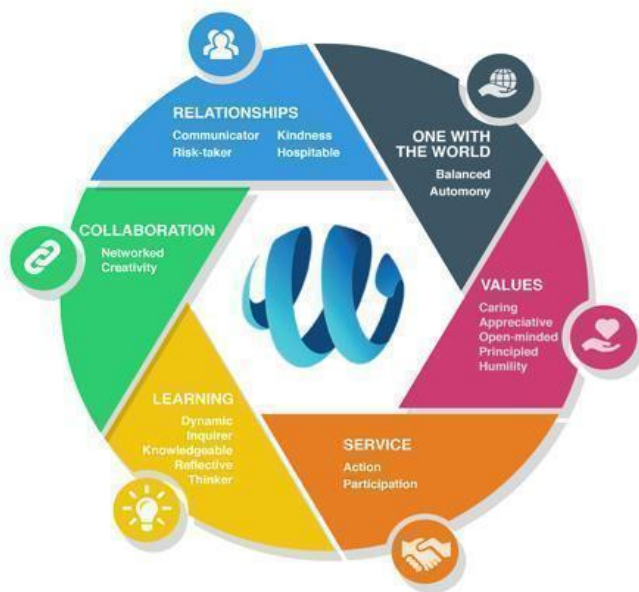 RELATIONSHIPS
Communicator Kindness
Risk-taker Hospitable
ONE WITH
THE WORLD
Balanced
Automony
VALUES
Caring
Appreciative
Open-minded
Principled
Humility
SERVICE
Action
Participation
LEARNING
Dynamic
Inquirer
Knowledgeable
Reflective
Thinker
COLLABORATION
Networked
Creativity